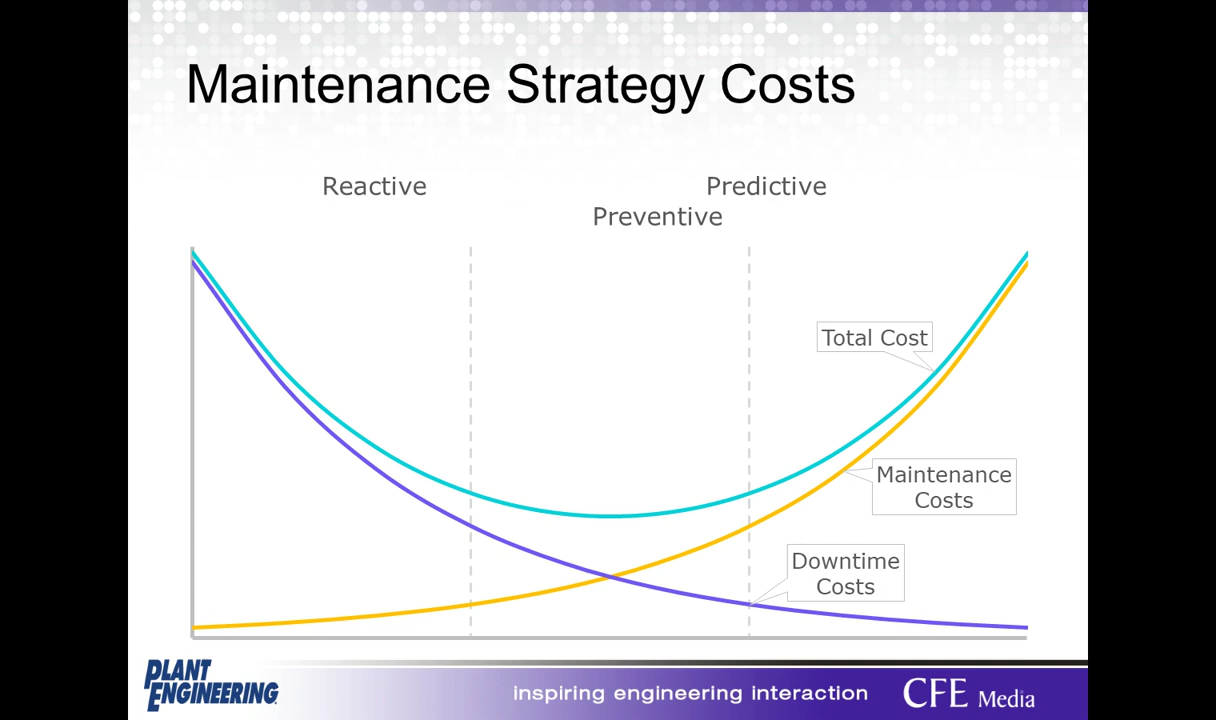 Maintenance Strategy Costs
Reactive
Predictive
Preventive
Total Cost
Maintenance
Costs
Downtime
Costs
PLANT
ENGINEERING
inspiring engineering interaction
CFE Media